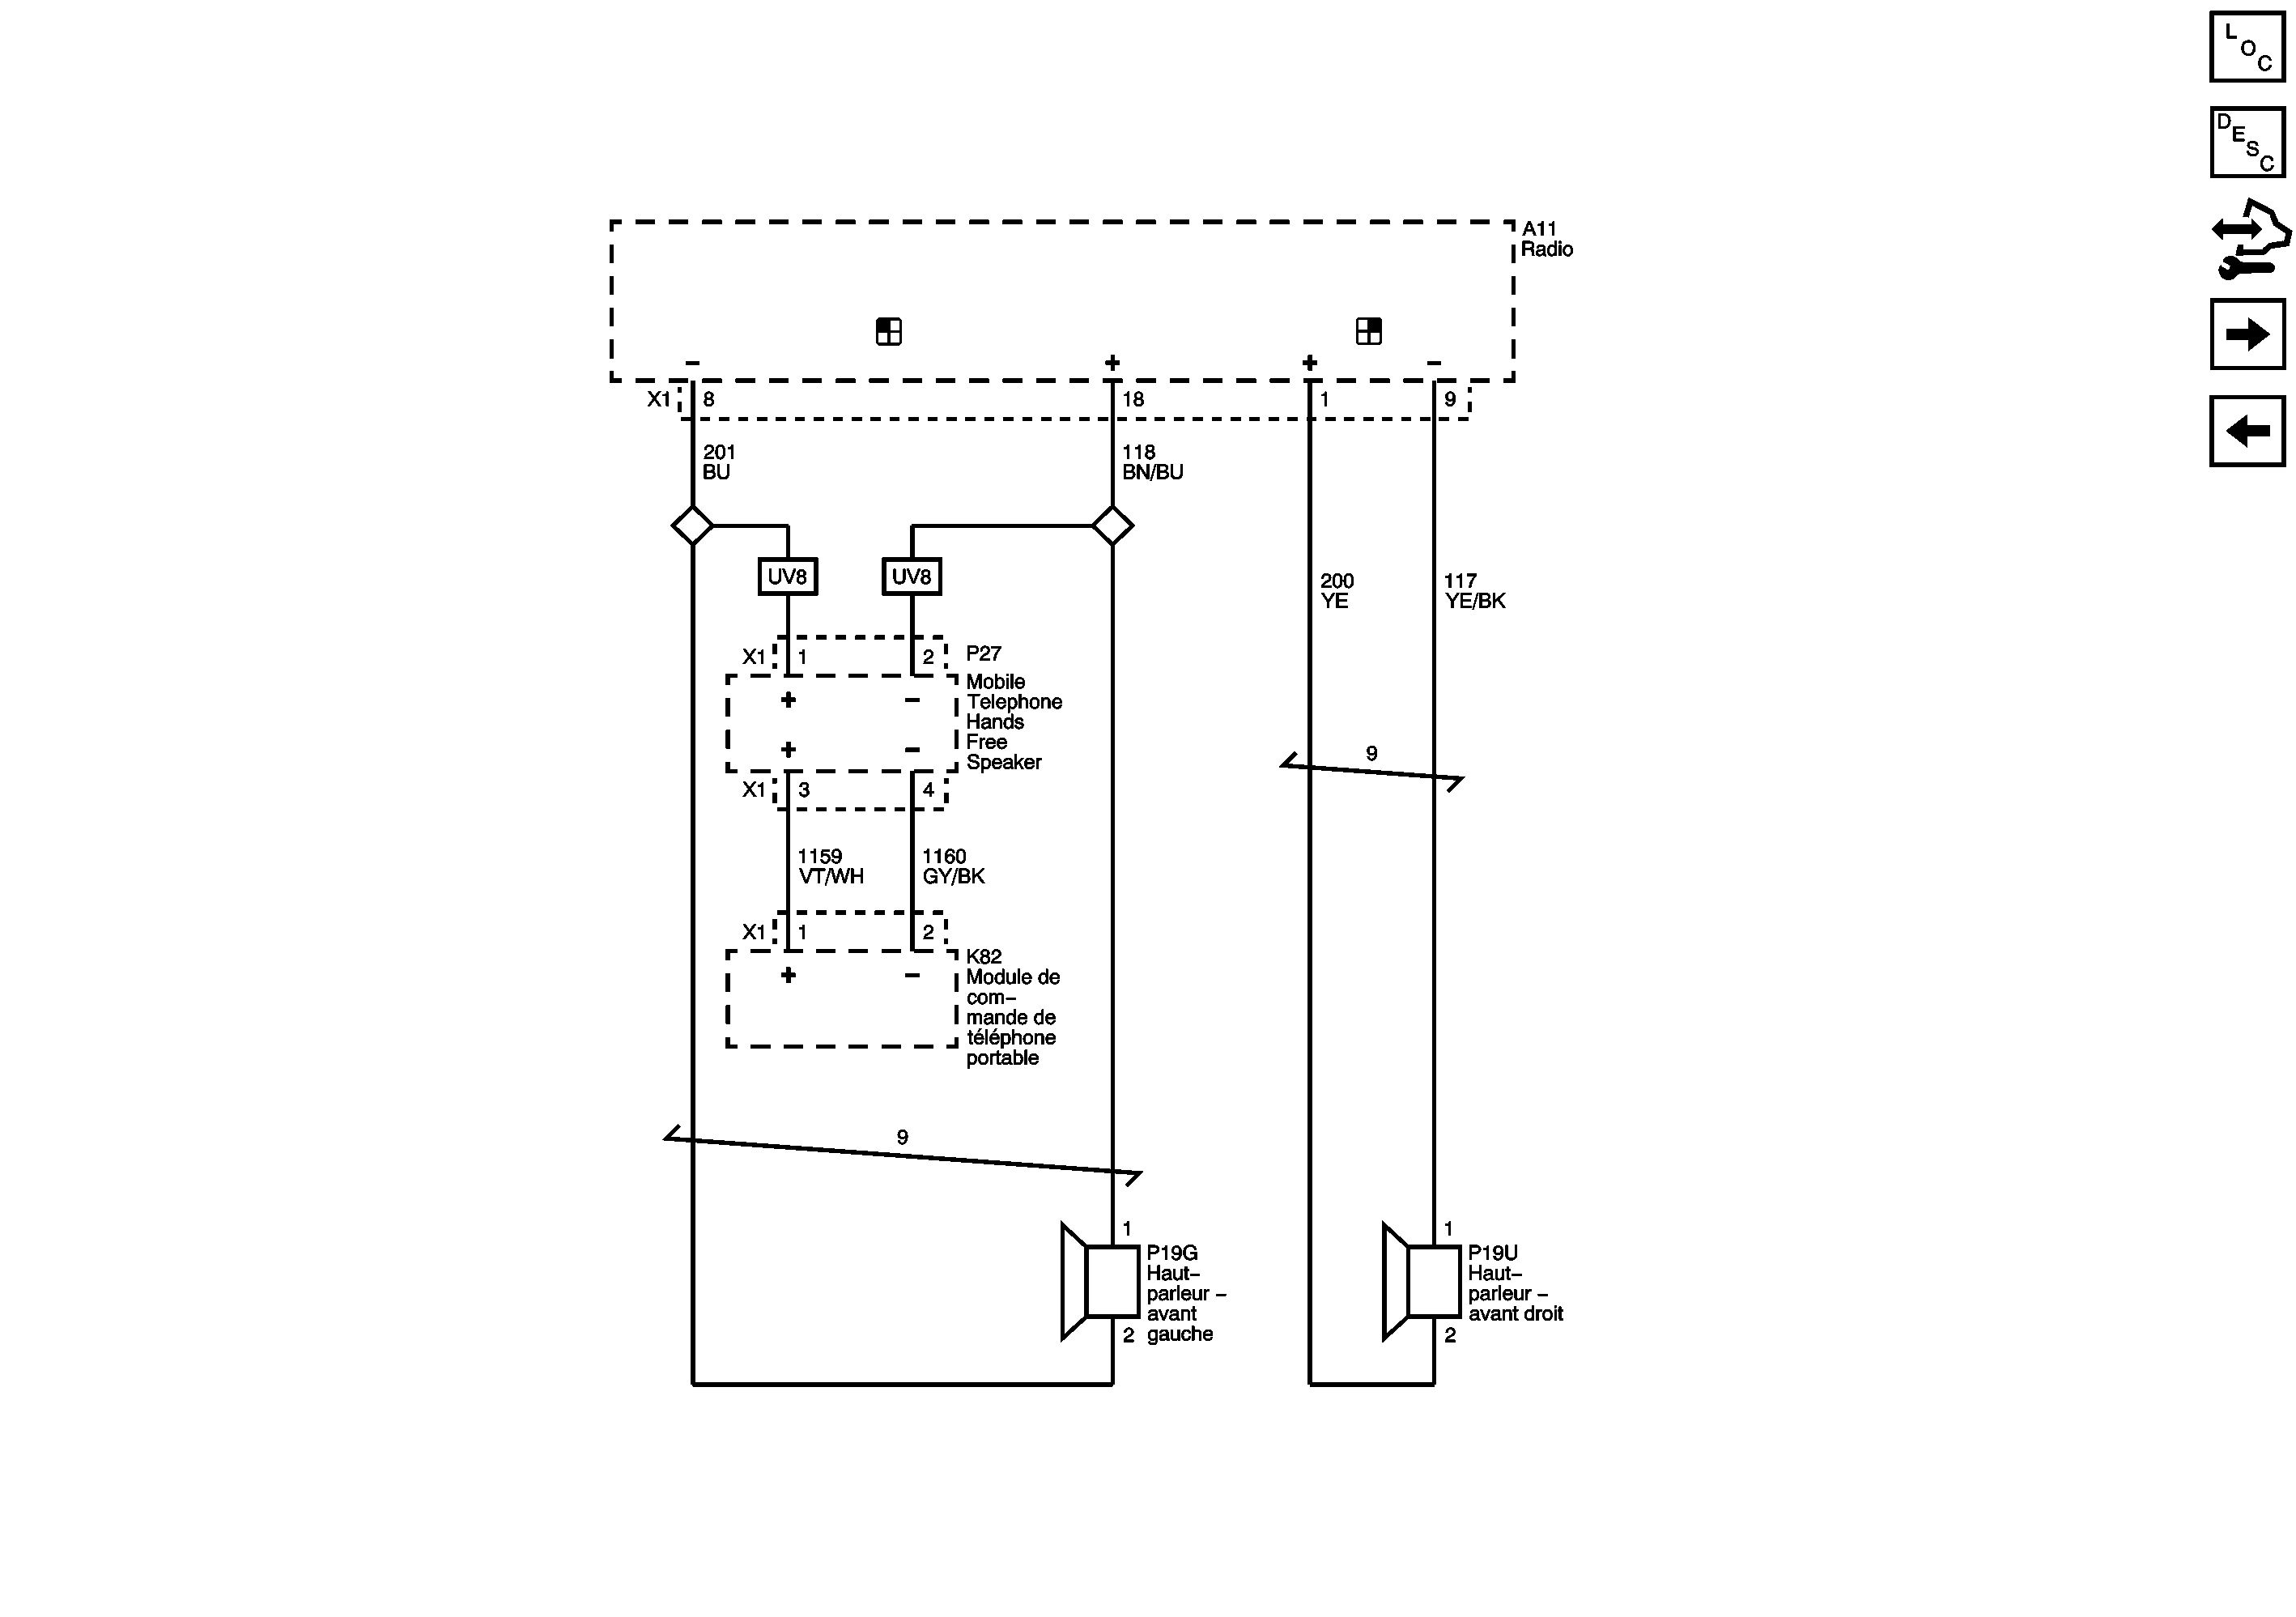 L
O
C
D
E
S
C
A11
Radio
−
+
+
−
X1 8
18
1
9
201
BU
118
BN/BU
UV8
UV8
200
YE
117
YE/BK
X1 1
2
P27
Mobile
Telephone
Hands
Free
Speaker
+
−
+
−
X1 3
4
9
1159
VT/WH
1160
GY/BK
X1 1
2
K82
Module de
com−
mande de
téléphone
portable
+
−
9
1
P19G
Haut−
parleur −
avant
gauche
2
1
P19U
Haut−
parleur −
avant droit
2